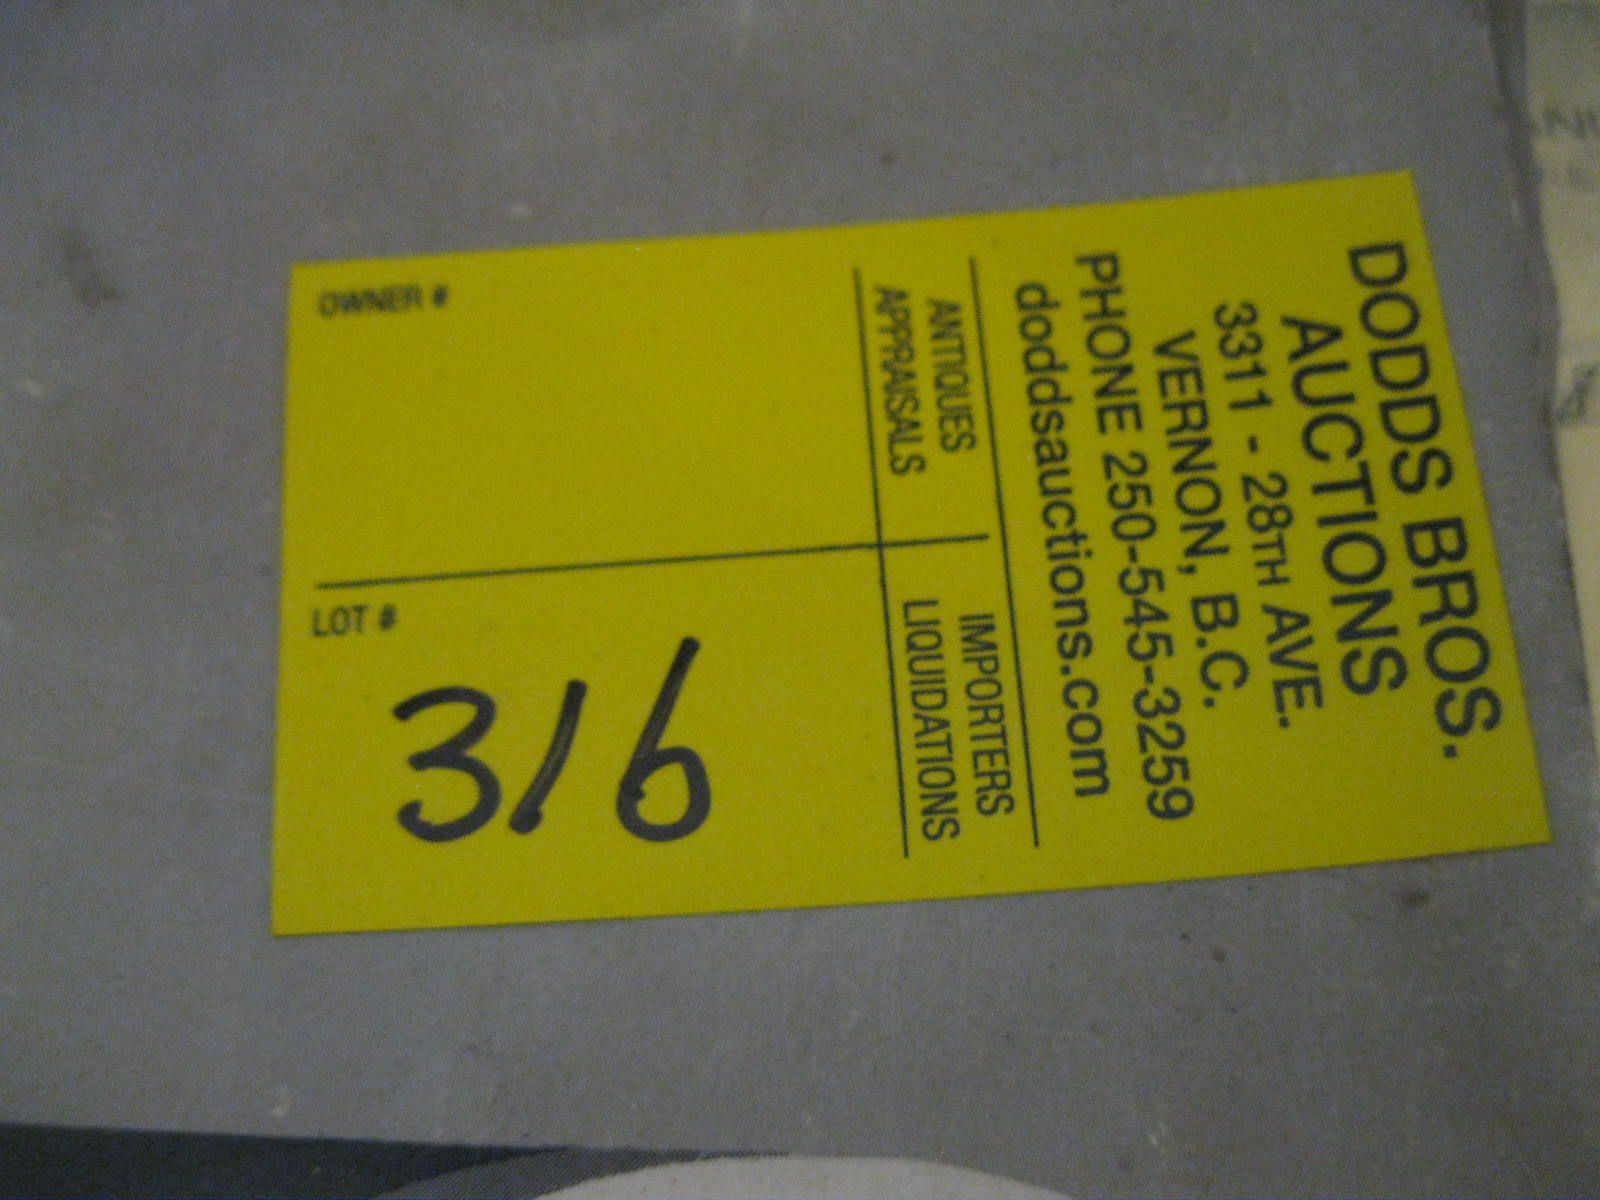 DODDS BROS.
AUCTIONS
3311 - 28TH AVE.
VERNON, B.C.
PHONE 250-545-3259
doddsauctions.com
ANTIQUES
APPRAISALS
IMPORTERS
LIQUIDATIONS
OWNER #
LOT #
316